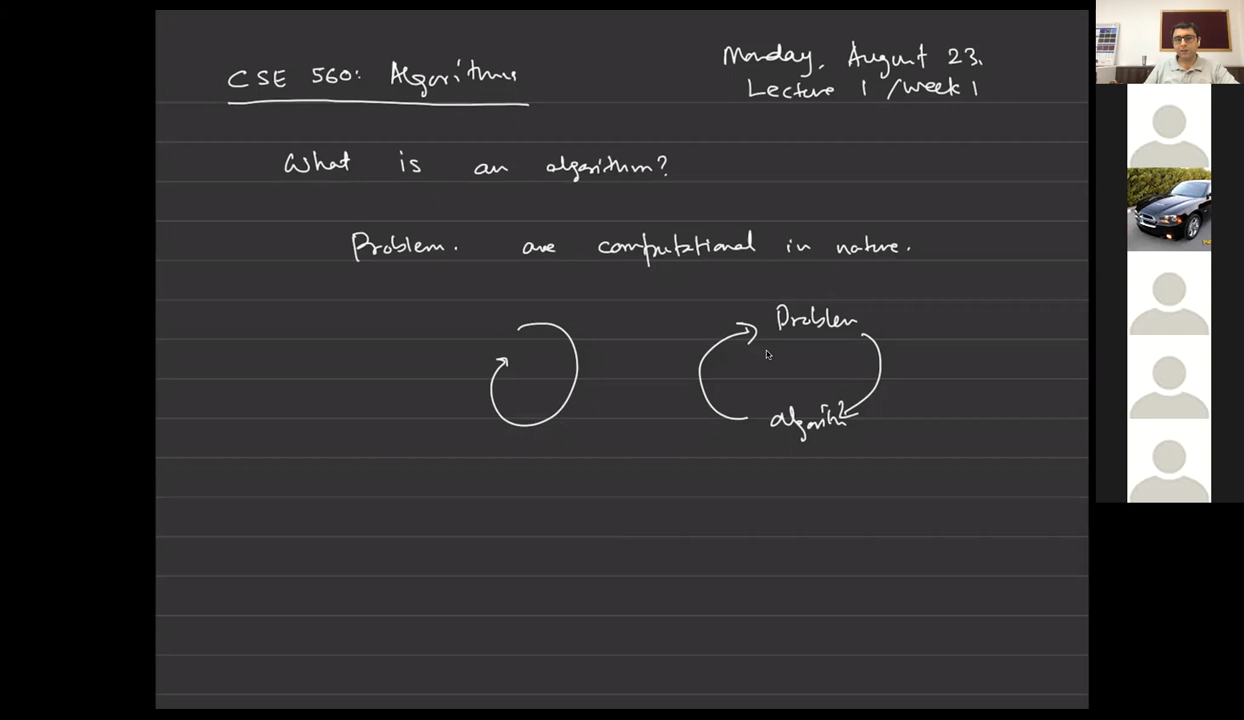 CSE 560: Algorithms
Monday, August 23.
Lecture 1 / week 1
What is an algorithm?
Problem. are computational in nature.
Problem
algorithm